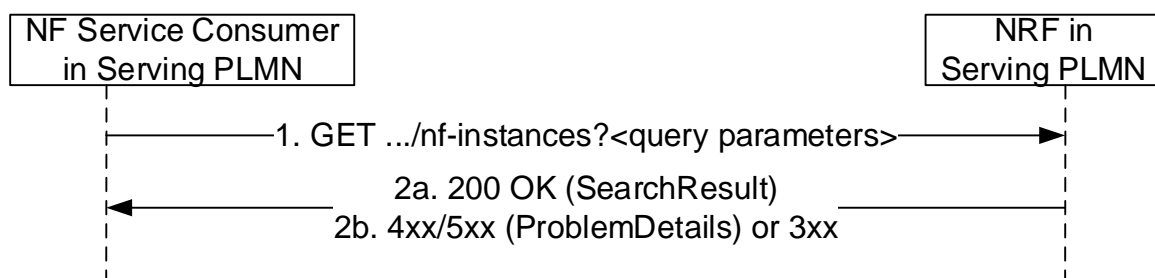 NF Service Consumer
in Serving PLMN
NRF in
Serving PLMN
1. GET .../nf-instances?<query parameters>
2a. 200 OK (SearchResult)
2b. 4xx/5xx (ProblemDetails) or 3xx